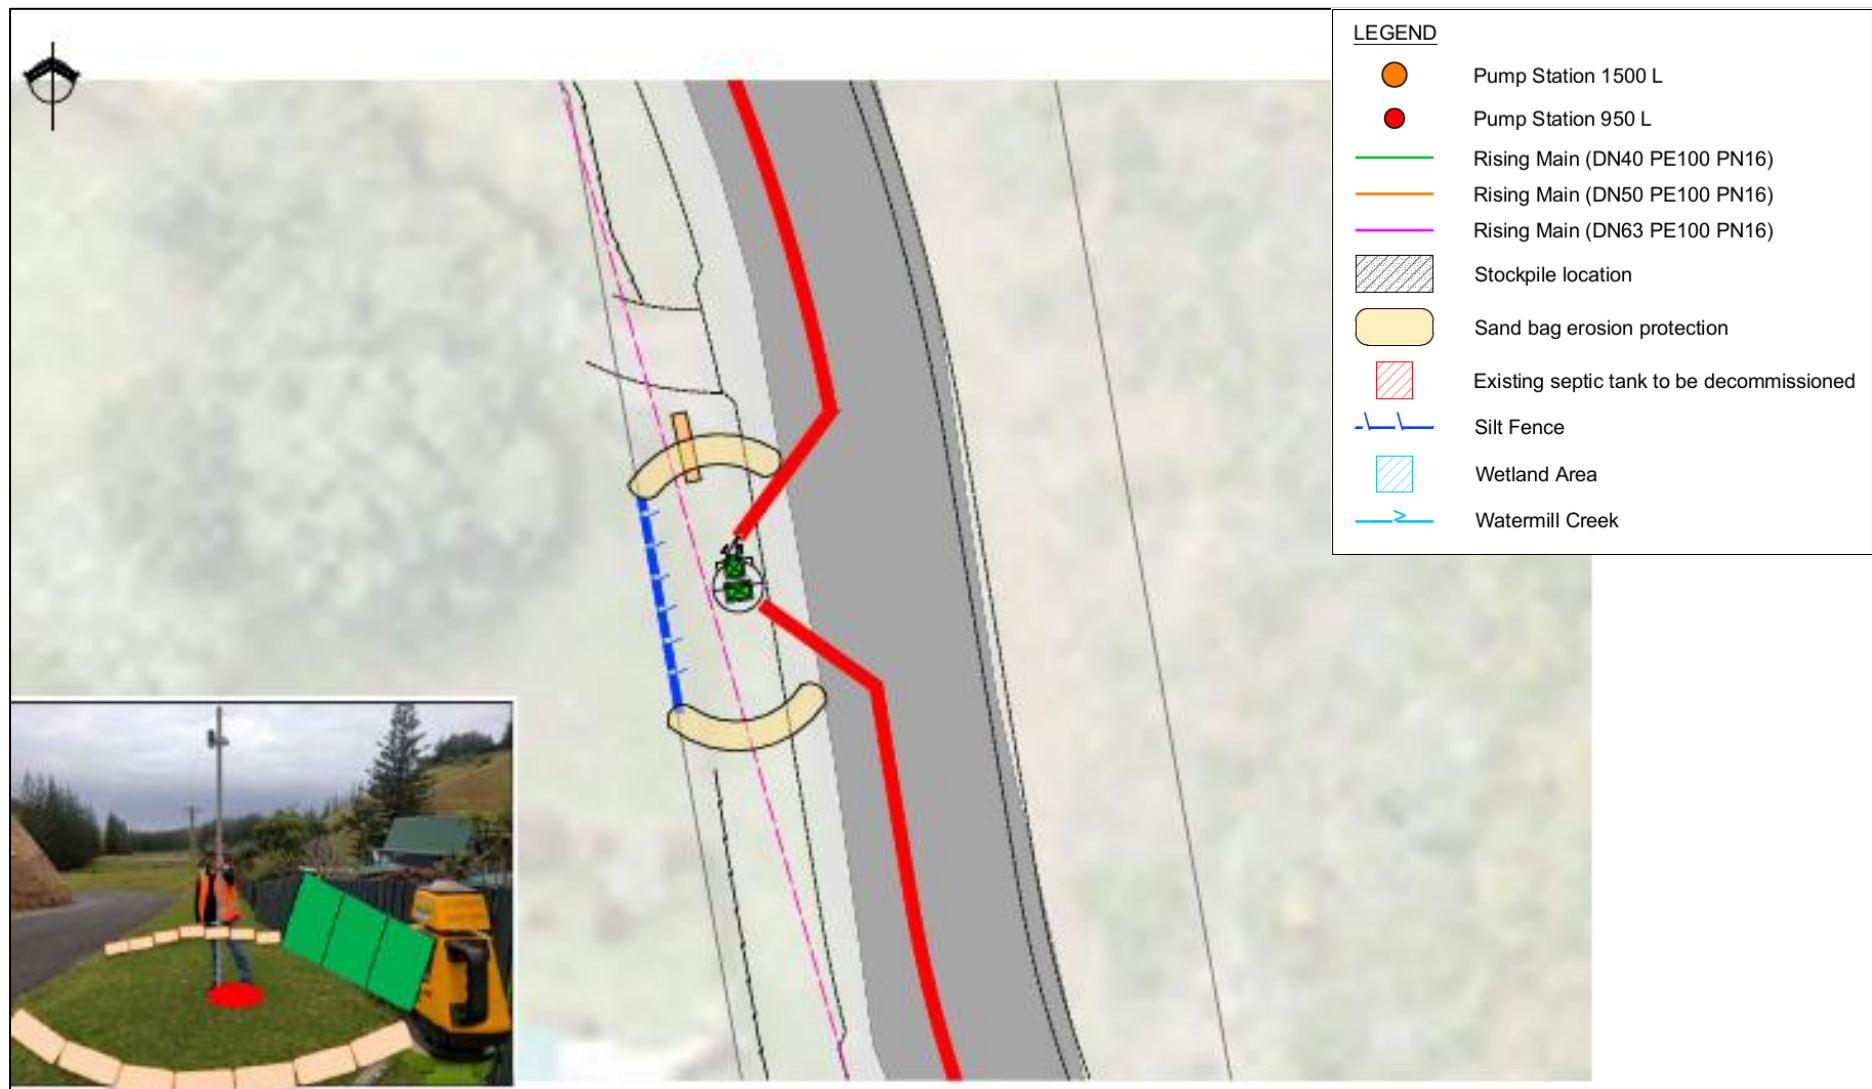 LEGEND
Pump Station 1500 L
Pump Station 950 L
Rising Main (DN40 PE100 PN16)
Rising Main (DN50 PE100 PN16)
Rising Main (DN63 PE100 PN16)
Stockpile location
Sand bag erosion protection
Existing septic tank to be decommissioned
Silt Fence
Wetland Area
Watermill Creek